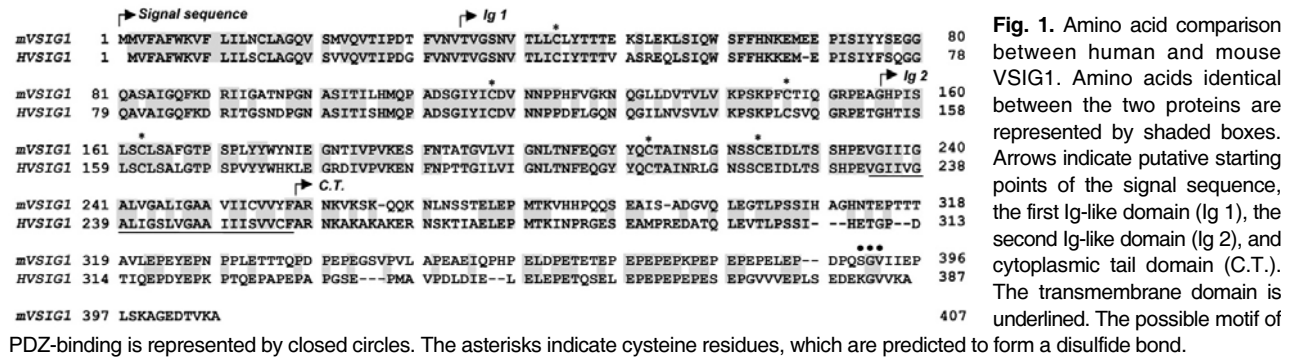 Signal sequence Ig 1
* 
mVSIG1 1 MMVFAFWKVF LILNCLAGQV SMVQVTIPDT FVNVTVGSNV TLLCLYTTTE KSLEKLSIQW SFFHNKEMEE PISIYYSEGG 80
HVSIG1 1 MVFAFWKVF LILSCLAGQV SVVQVTIPDG FVNVTVGSNV TLICIYTTTV ASREQLSIQW SFFHKKEM-E PISIYFSQGG 78
* * Ig 2
mVSIG1 81 QASAIGQFKD RIIGATNPGN ASITILHMQP ADSGIYICDV NNPPHFVGKN QGLLDVTVLV KPSKPFCTIQ GRPEAGHPIS 160
HVSIG1 79 QAVAIGQFKD RITGSNDPGN ASITISHMQP ADSGIYICDV NNPPDFLGQN QGILNVSVLV KPSKPLCSVQ GRPETGHTIS 158
* * *
mVSIG1 161 LSCLSAFGTP SPLYYWYNIE GNTIVPVKES FNTATGVLVI GNLTNFEQGY YQCTAINSLG NSSCEIDLTS SHPEVGIIIG 240
HVSIG1 159 LSCLSALGTP SPVYYWHKLE GRDIVPVKEN FNPTTGILVI GNLTNFEQGY YQCTAINRLG NSSCEIDLTS SHPEVGIIVG 238
C.T.
mVSIG1 241 ALVGALIGAA VIICVVYFAR NKVKSK-QQK NLNSSTELEP MTKVHHPQQS EAIS-ADGVQ LEGTLPSSIH AGHNTEPTTT 318
HVSIG1 239 ALIGSLVGAA IIISVVCFAR NKAKAKAKER NSKTIAELEP MTKINPRGES EAMPREDATQ LEVTLPSSI- -HETGP--D 313
•••
mVSIG1 319 AVLEPEYEPN PPLETTTQPD PEPEGSVPVL APEAEIQPHP ELDPETETEP EPEPEPKPEP EPEPELEP-- DPQSGVIIEP 396
HVSIG1 314 TIQEPDYEPK PTQEPAPEPA PGSE---PMA VPDLDIE--L ELEPETQSEL EPEPEPEPES EPGVVVEPLS EDEKGVVKA 387
mVSIG1 397 LSKAGEDTVKA 407
Fig. 1. Amino acid comparison
between human and mouse
VSIG1. Amino acids identical
between the two proteins are
represented by shaded boxes.
Arrows indicate putative starting
points of the signal sequence,
the first Ig-like domain (Ig 1), the
second Ig-like domain (Ig 2), and
cytoplasmic tail domain (C.T.).
The transmembrane domain is
underlined. The possible motif of
PDZ-binding is represented by closed circles. The asterisks indicate cysteine residues, which are predicted to form a disulfide bond.